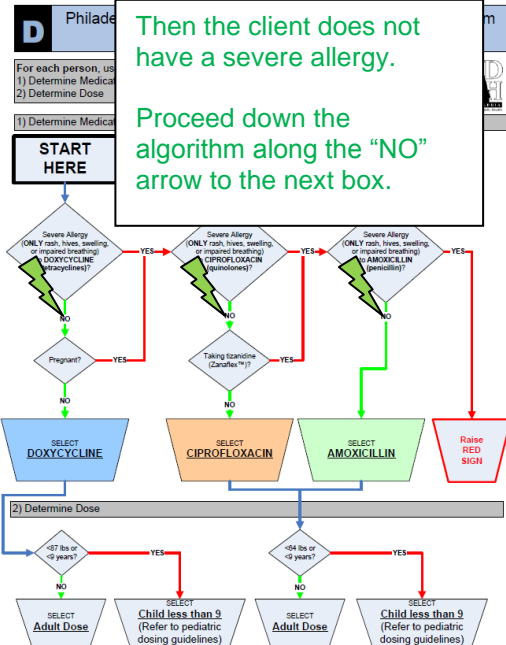 D
Philade
m
Then the client does not
have a severe allergy.
Proceed down the
algorithm along the “NO”
arrow to the next box.
For each person, us
1) Determine Medicat
2) Determine Dose
1) Determine Medicat
START
HERE
Severe Allergy
(ONLY rash, hives, swelling,
or impaired breathing)
DOXYCYCLINE
etracyclines)?
YES
Severe Allergy
(ONLY rash, hives, swelling,
or impaired breathing)
CIPROFLOXACIN
(quinolones)?
YES
Severe Allergy
(ONLY rash, hives, swelling,
or impaired breathing)
to AMOXICILLIN
(penicillin)?
YES
NO
NO
NO
Pregnant?
YES
Taking tizanidine
(Zanaflex™)?
YES
NO
NO
SELECT
DOXYCYCLINE
SELECT
CIPROFLOXACIN
SELECT
AMOXICILLIN
Raise
RED
SIGN
2) Determine Dose
<87 lbs or
<9 years?
YES
<64 lbs or
<9 years?
YES
NO
NO
SELECT
Adult Dose
SELECT
Child less than 9
(Refer to pediatric
dosing guidelines)
SELECT
Adult Dose
SELECT
Child less than 9
(Refer to pediatric
dosing guidelines)